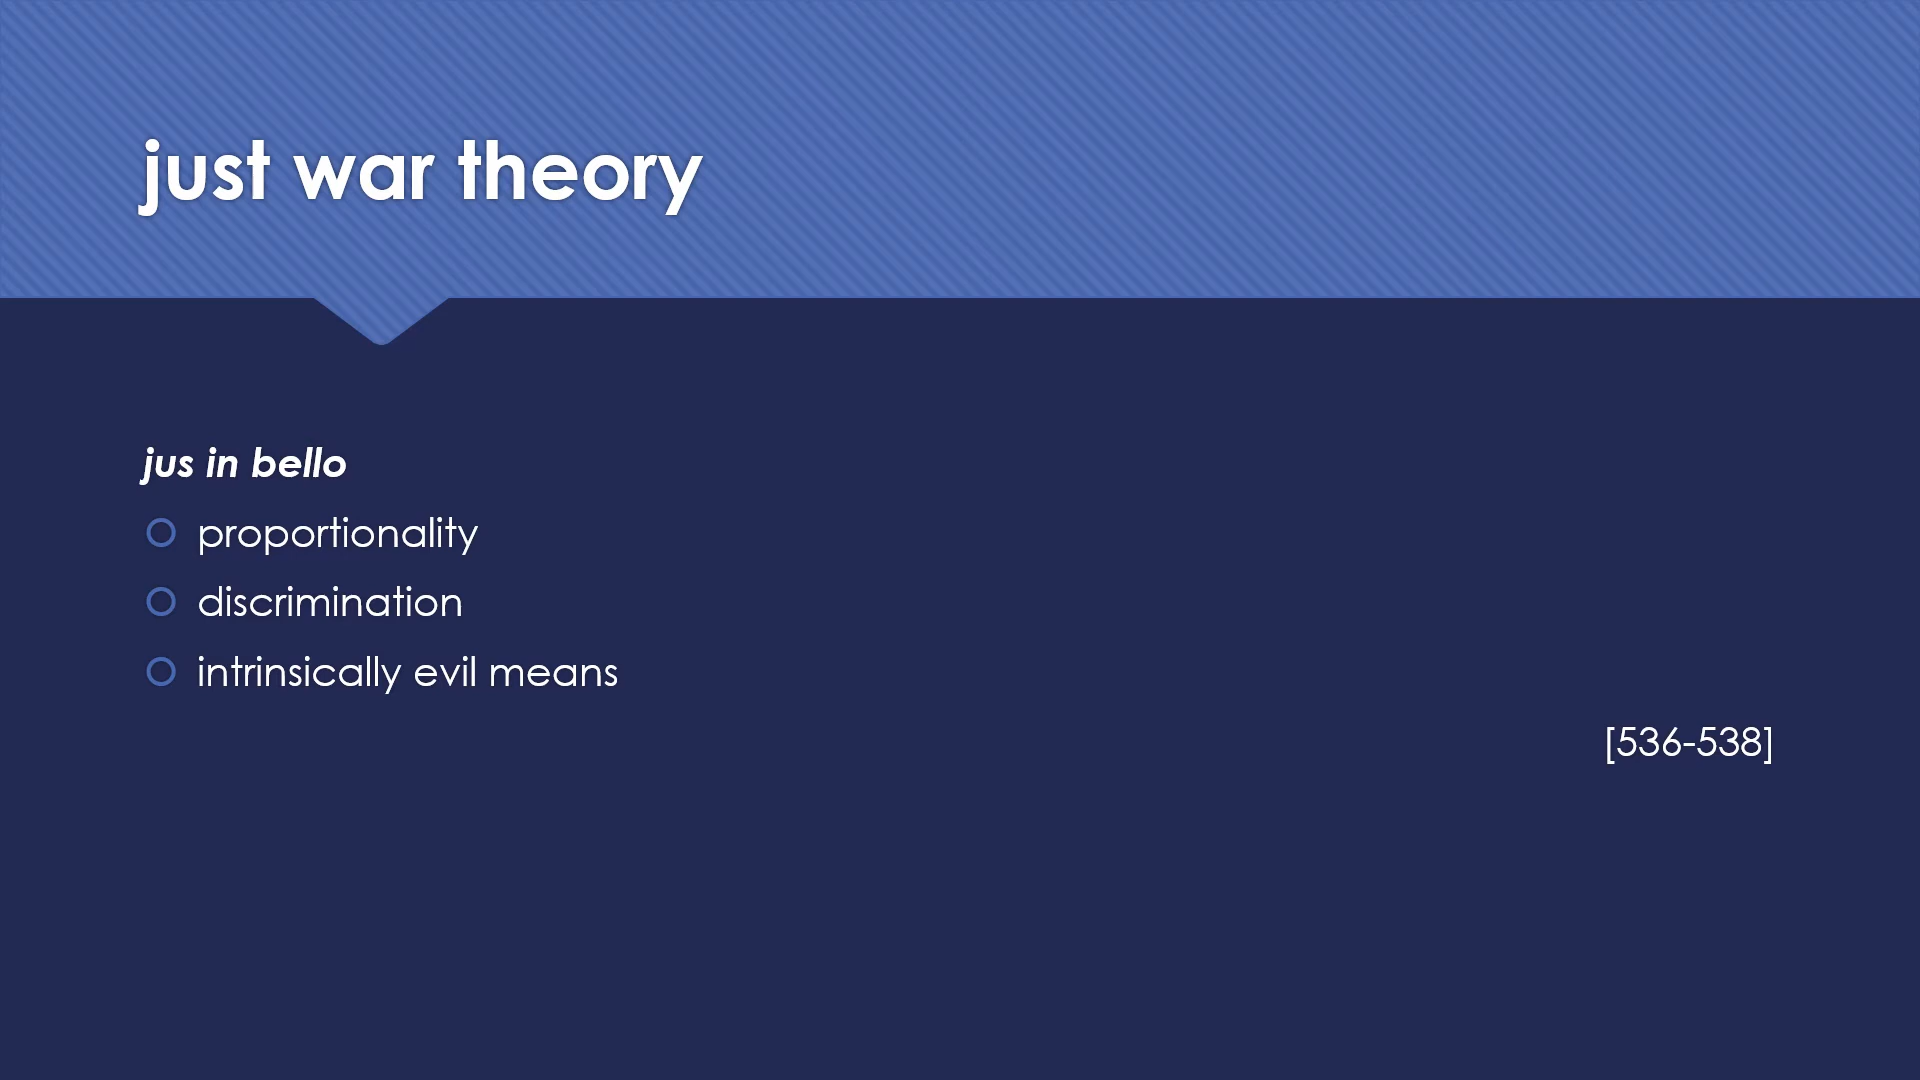 just war theory
jus in bello
proportionality
discrimination
intrinsically evil means
[536-538]